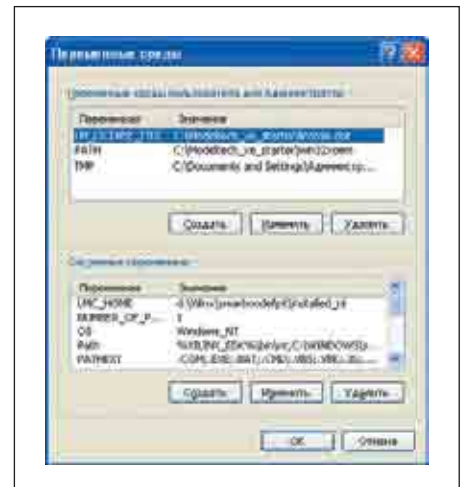 Переменные среды
Переменные среды пользователя для Администратор
Переменная Значение
LM_LICENSE_FILE C:\Modeltech_xe_starter\license.dat
PATH C:\Modeltech_xe_starter\win32xoem
TMP C:\Documents and Settings\Администр...
Создать Изменить Удалить
Системные переменные
Переменная Значение
LMC_HOME
NUMBER_OF_P... 1
OS Windows_NT
Path
PATHEXT .COM;.EXE;.BAT;.CMD;.VBS;.VBE;.JS;...
Создать Изменить Удалить
OK Отмена